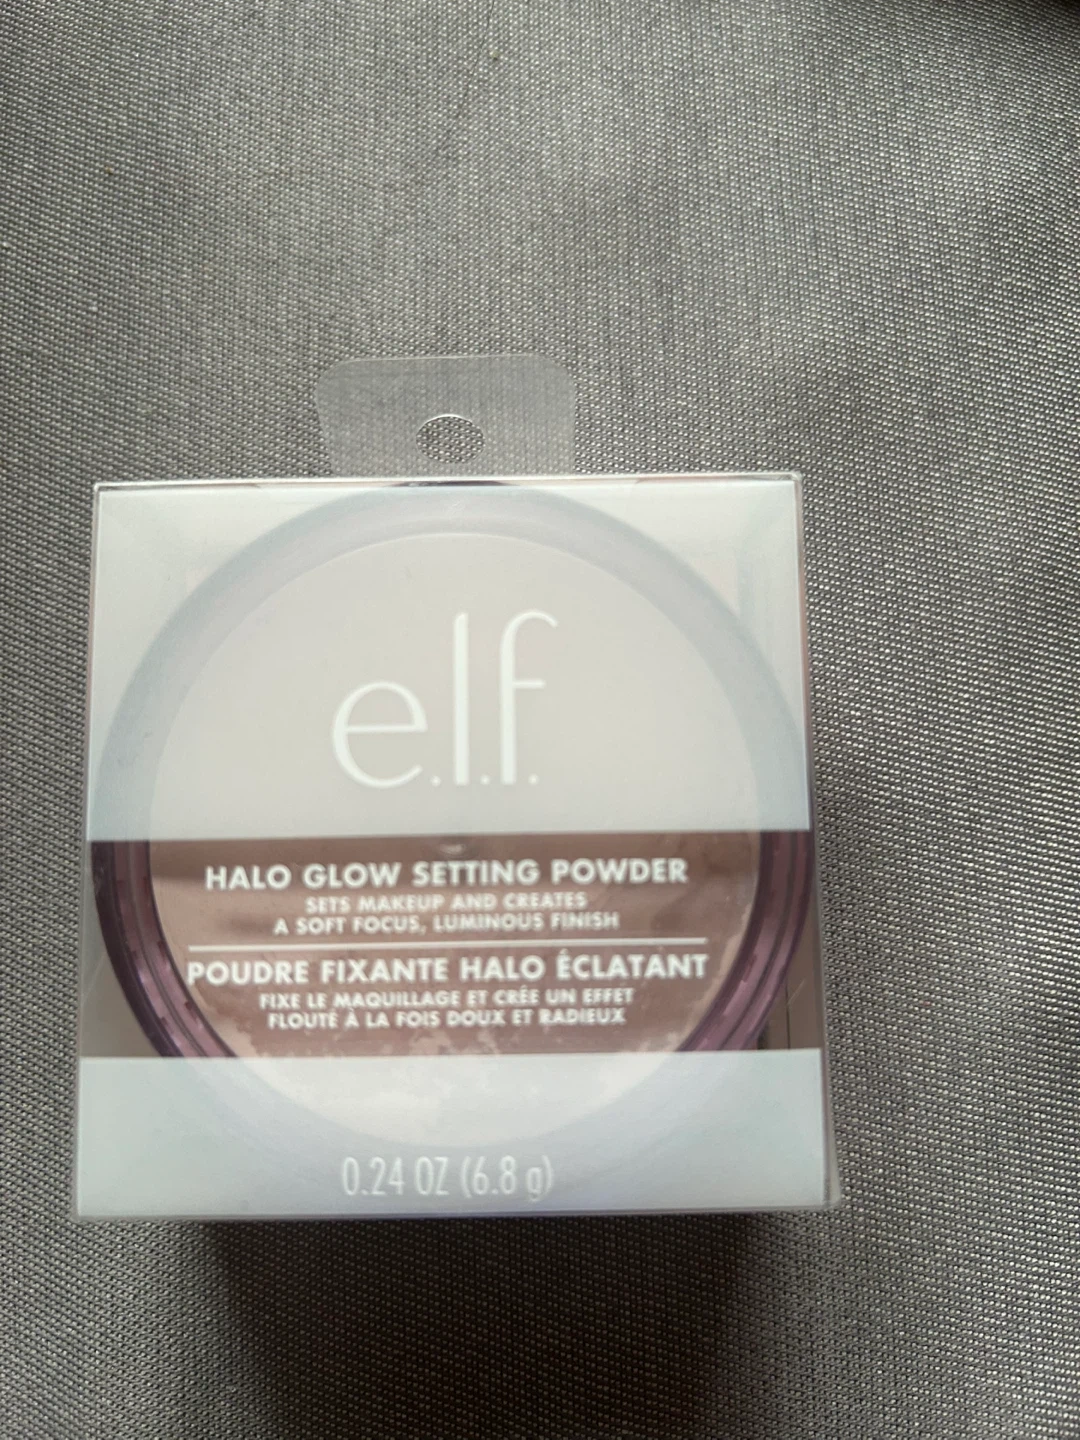 e.l.f.
HALO GLOW SETTING POWDER
SETS MAKEUP AND CREATES
A SOFT FOCUS, LUMINOUS FINISH
POUDRE FIXANTE HALO ÉCLATANT
FIXE LE MAQUILLAGE ET CRÉE UN EFFET
FLOUTÉ À LA FOIS DOUX ET RADIEUX
0.24 OZ (6.8 g)